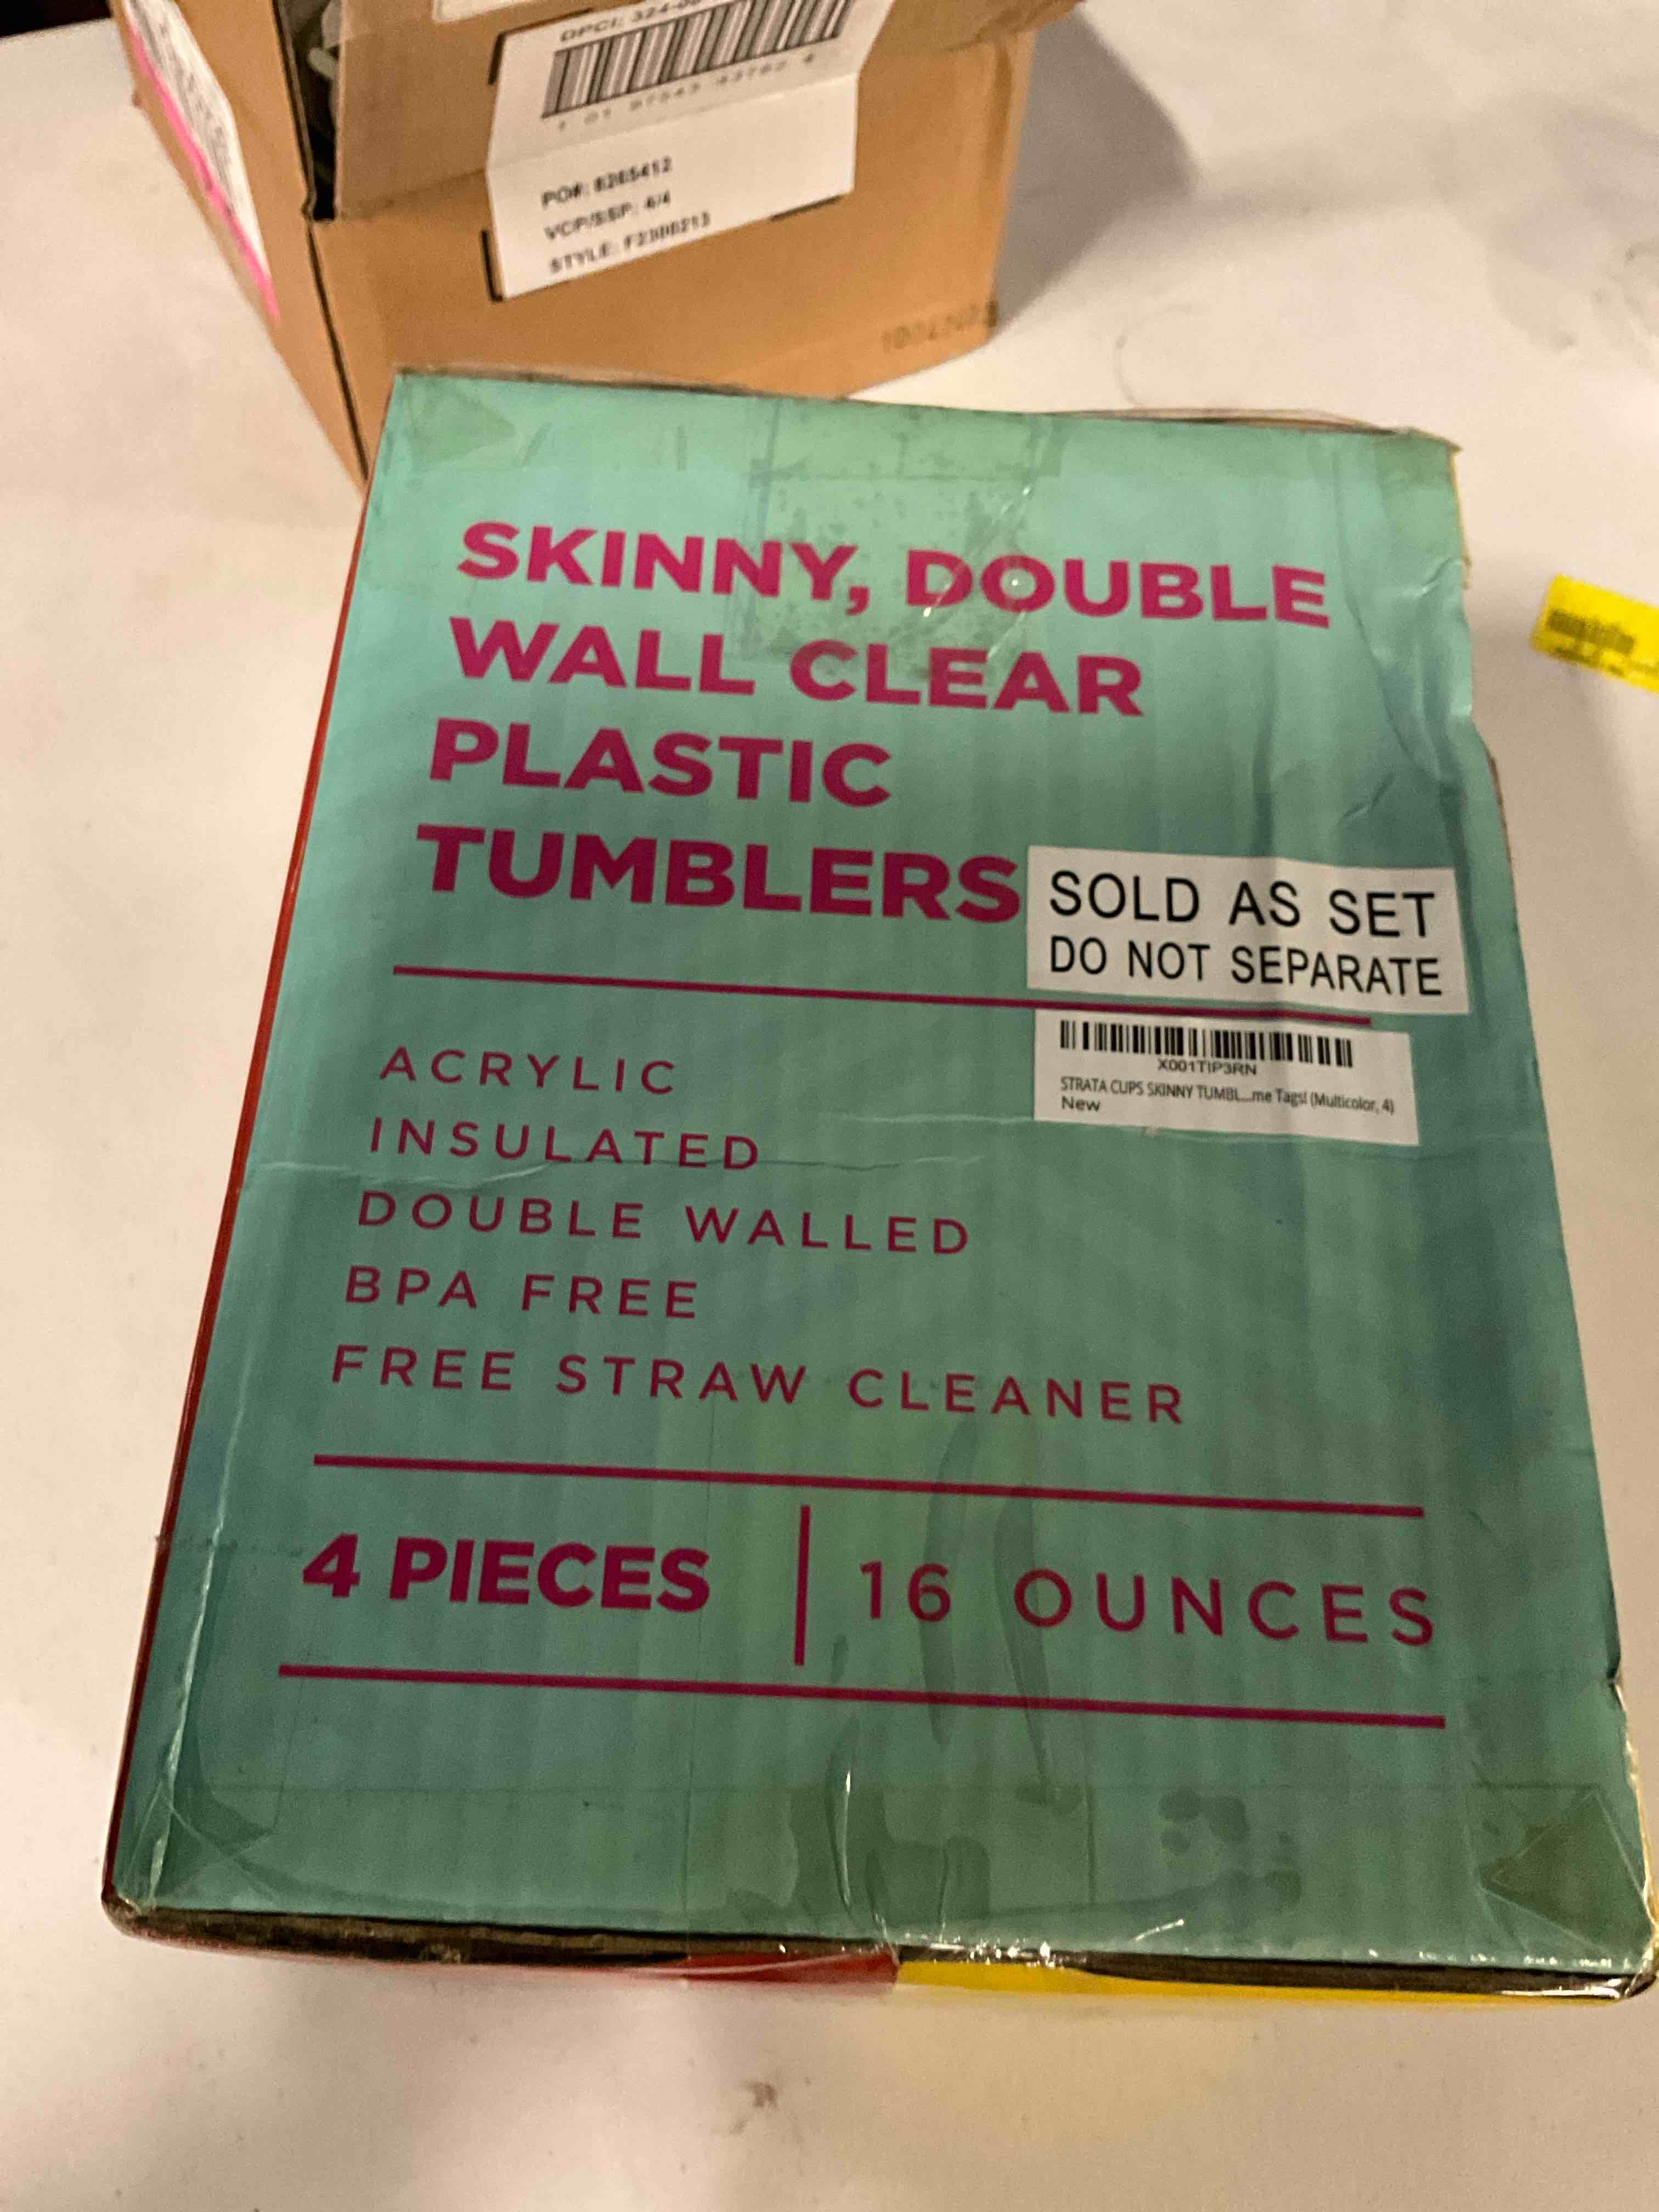 PO#: 8265412
VCP/SSP: 4/4
SKINNY, DOUBLE
WALL CLEAR
PLASTIC
TUMBLERS
SOLD AS SET
DO NOT SEPARATE
X001TIP3RN
STRATA CUPS SKINNY TUMBL...me Tags! (Multicolor, 4)
New
ACRYLIC
INSULATED
DOUBLE WALLED
BPA FREE
FREE STRAW CLEANER
4 PIECES | 16 OUNCES